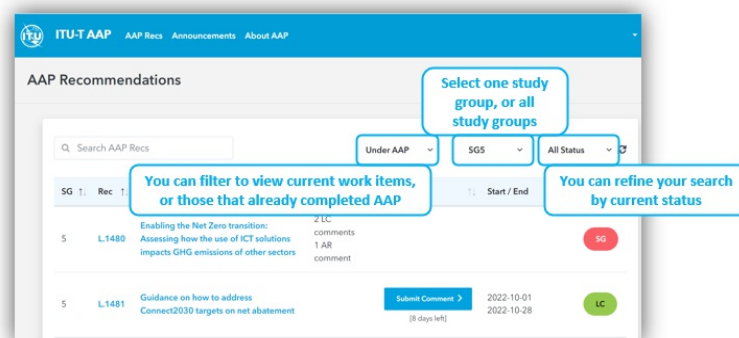 ITU-T AAP AAP Recs Announcements About AAP
AAP Recommendations
Select one study
group, or all
study groups
Search AAP Recs
Under AAP
SG5
All Status
You can filter to view current work items,
or those that already completed AAP
You can refine your search
by current status
SG Rec Start / End
5 L.1480
Enabling the Net Zero transition:
Assessing how the use of ICT solutions
impacts GHG emissions of other sectors
2 LC
comments
1 AR
comment
SG
5 L.1481
Guidance on how to address
Connect2030 targets on net abatement
Submit Comment >
[8 days left]
2022-10-01
2022-10-28
LC